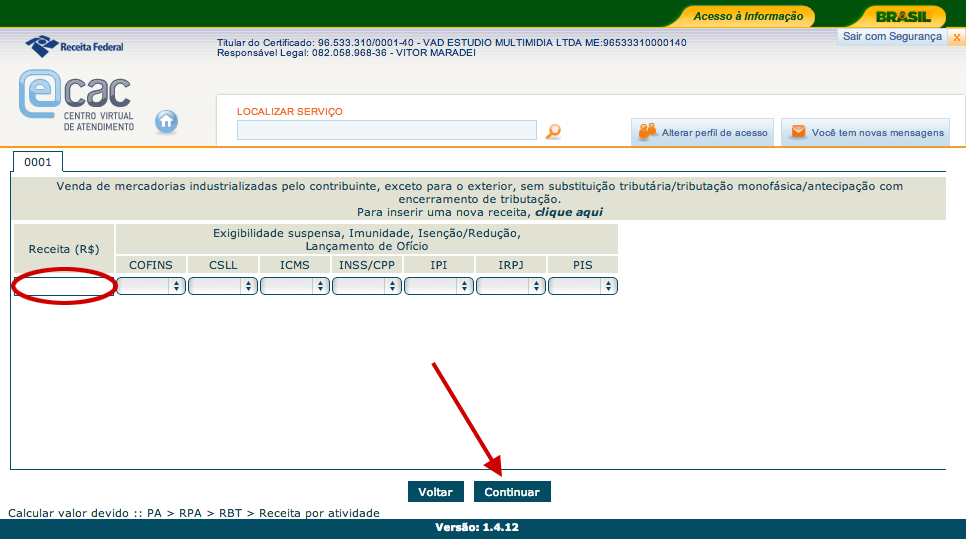 Acesso à Informação
BRASIL
Receita Federal
Titular do Certificado: 96.533.310/0001-40 - VAD ESTUDIO MULTIMIDIA LTDA ME:96533310000140
Responsável Legal: 082.058.968-36 - VITOR MARADEI
Sair com Segurança x
ecac
CENTRO VIRTUAL
DE ATENDIMENTO
LOCALIZAR SERVIÇO
Alterar perfil de acesso
Você tem novas mensagens
0001
Venda de mercadorias industrializadas pelo contribuinte, exceto para o exterior, sem substituição tributária/tributação monofásica/antecipação com
encerramento de tributação.
Para inserir uma nova receita, clique aqui
Receita (R$)
Exigibilidade suspensa, Imunidade, Isenção/Redução,
Lançamento de Ofício
COFINS CSLL ICMS INSS/CPP IPI IRPJ PIS
Voltar Continuar
Calcular valor devido :: PA > RPA > RBT > Receita por atividade
Versão: 1.4.12